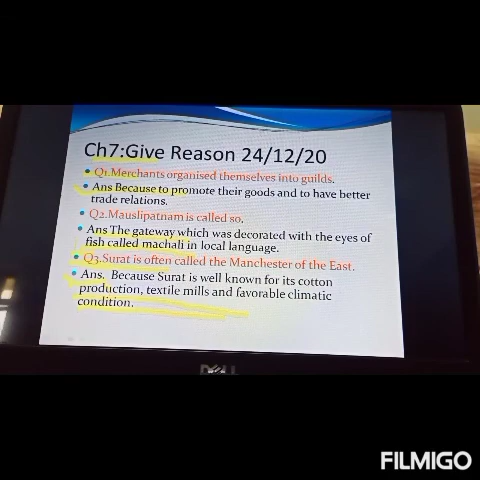 Ch7:Give Reason 24/12/20
Q1.Merchants organised themselves into guilds.
Ans Because to promote their goods and to have better
trade relations.
Q2.Mauslipatnam is called so.
Ans The gateway which was decorated with the eyes of
fish called machali in local language.
Q3.Surat is often called the Manchester of the East.
Ans. Because Surat is well known for its cotton
production, textile mills and favorable climatic
condition.
DELL
FILMIGO